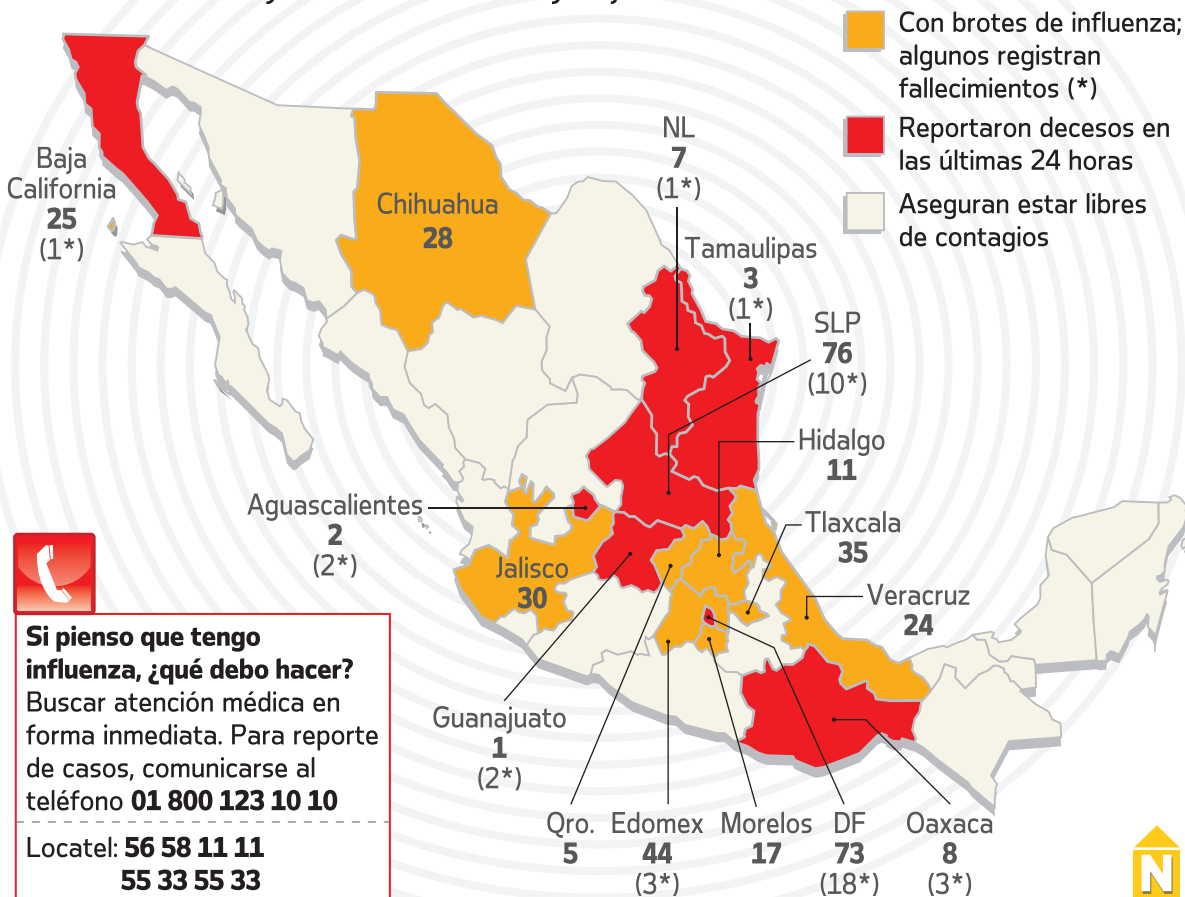 Con brotes de influenza;
algunos registran
fallecimientos (*)
Reportaron decesos en
las últimas 24 horas
Aseguran estar libres
de contagios
Baja
California
25
(1*)
Chihuahua
28
NL
7
(1*)
Tamaulipas
3
(1*)
SLP
76
(10*)
Hidalgo
11
Aguascalientes
2
(2*)
Tlaxcala
35
Jalisco
30
Veracruz
24
Guanajuato
1
(2*)
Qro.
5
Edomex
44
(3*)
Morelos
17
DF
73
(18*)
Oaxaca
8
(3*)
Si pienso que tengo
influenza, ¿qué debo hacer?
Buscar atención médica en
forma inmediata. Para reporte
de casos, comunicarse al
teléfono 01 800 123 10 10
Locatel: 56 58 11 11
55 33 55 33
N